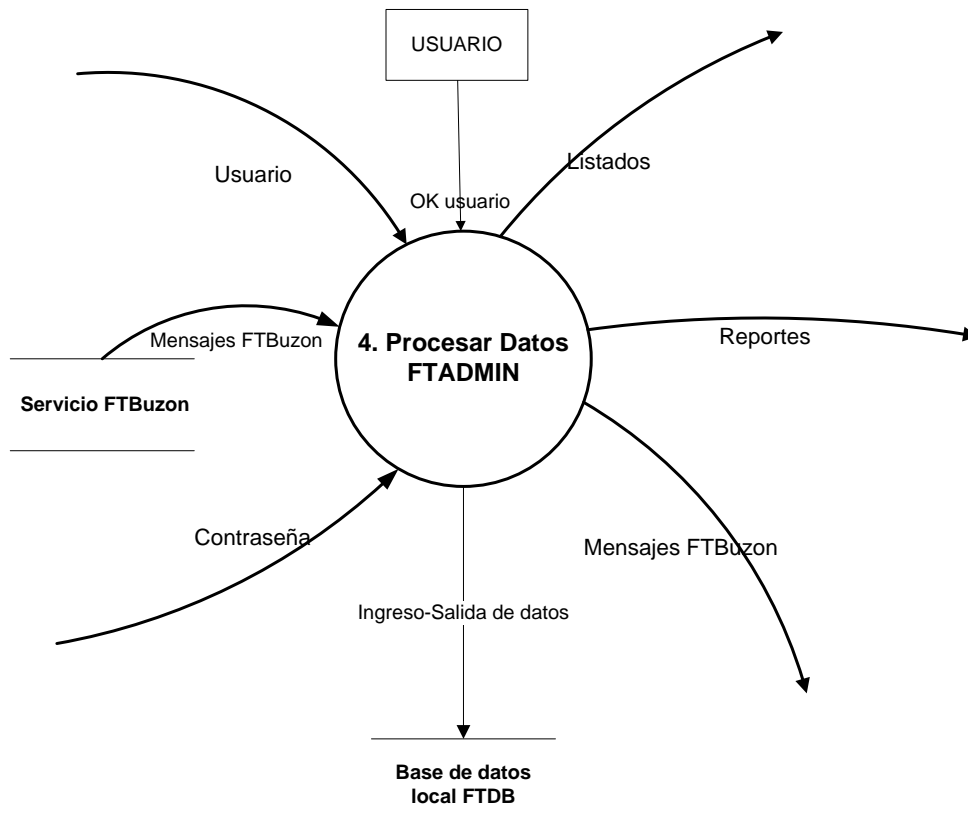 USUARIO
Listados
Usuario
OK usuario
Mensajes FTBuzon
4. Procesar Datos
FTADMIN
Reportes
Servicio FTBuzon
Contraseña
Mensajes FTBuzon
Ingreso-Salida de datos
Base de datos
local FTDB